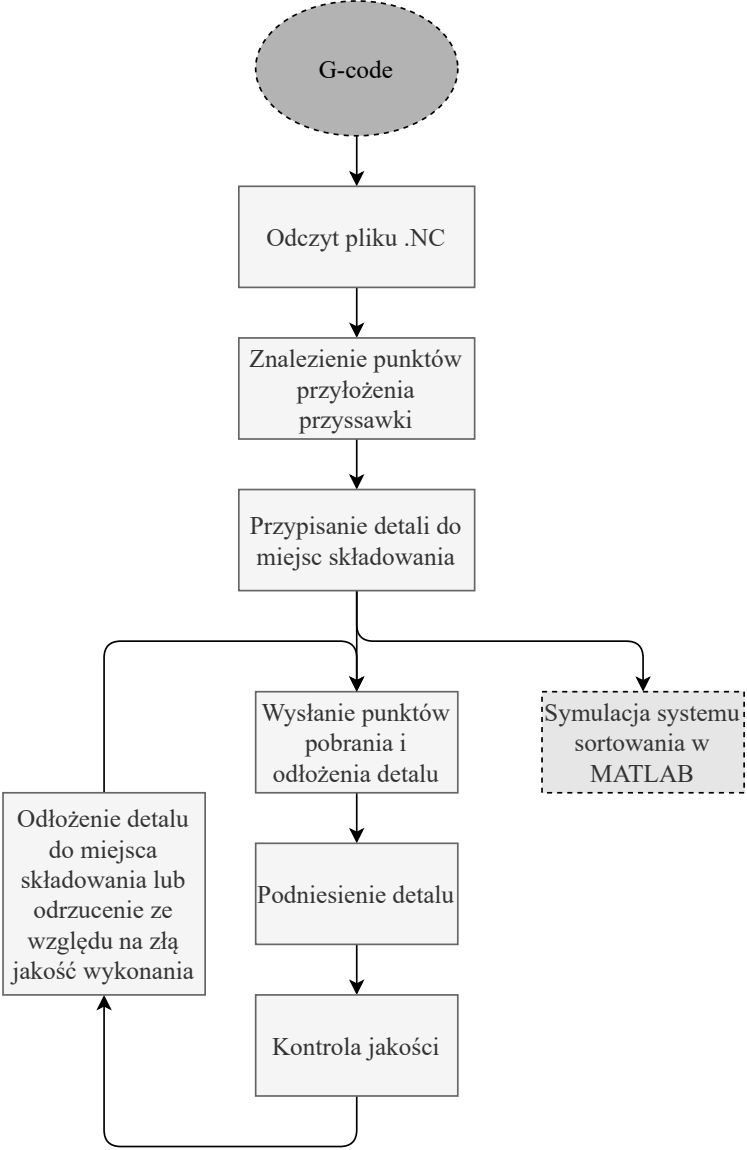 G-code
Odczyt pliku .NC
Znalezienie punktów
przyłożenia
przyssawki
Przypisanie detali do
miejsc składowania
Wysłanie punktów
pobrania i
odłożenia detalu
Symulacja systemu
sortowania w
MATLAB
Podniesienie detalu
Kontrola jakości
Odłożenie detalu
do miejsca
składowania lub
odrzucenie ze
względu na złą
jakość wykonania